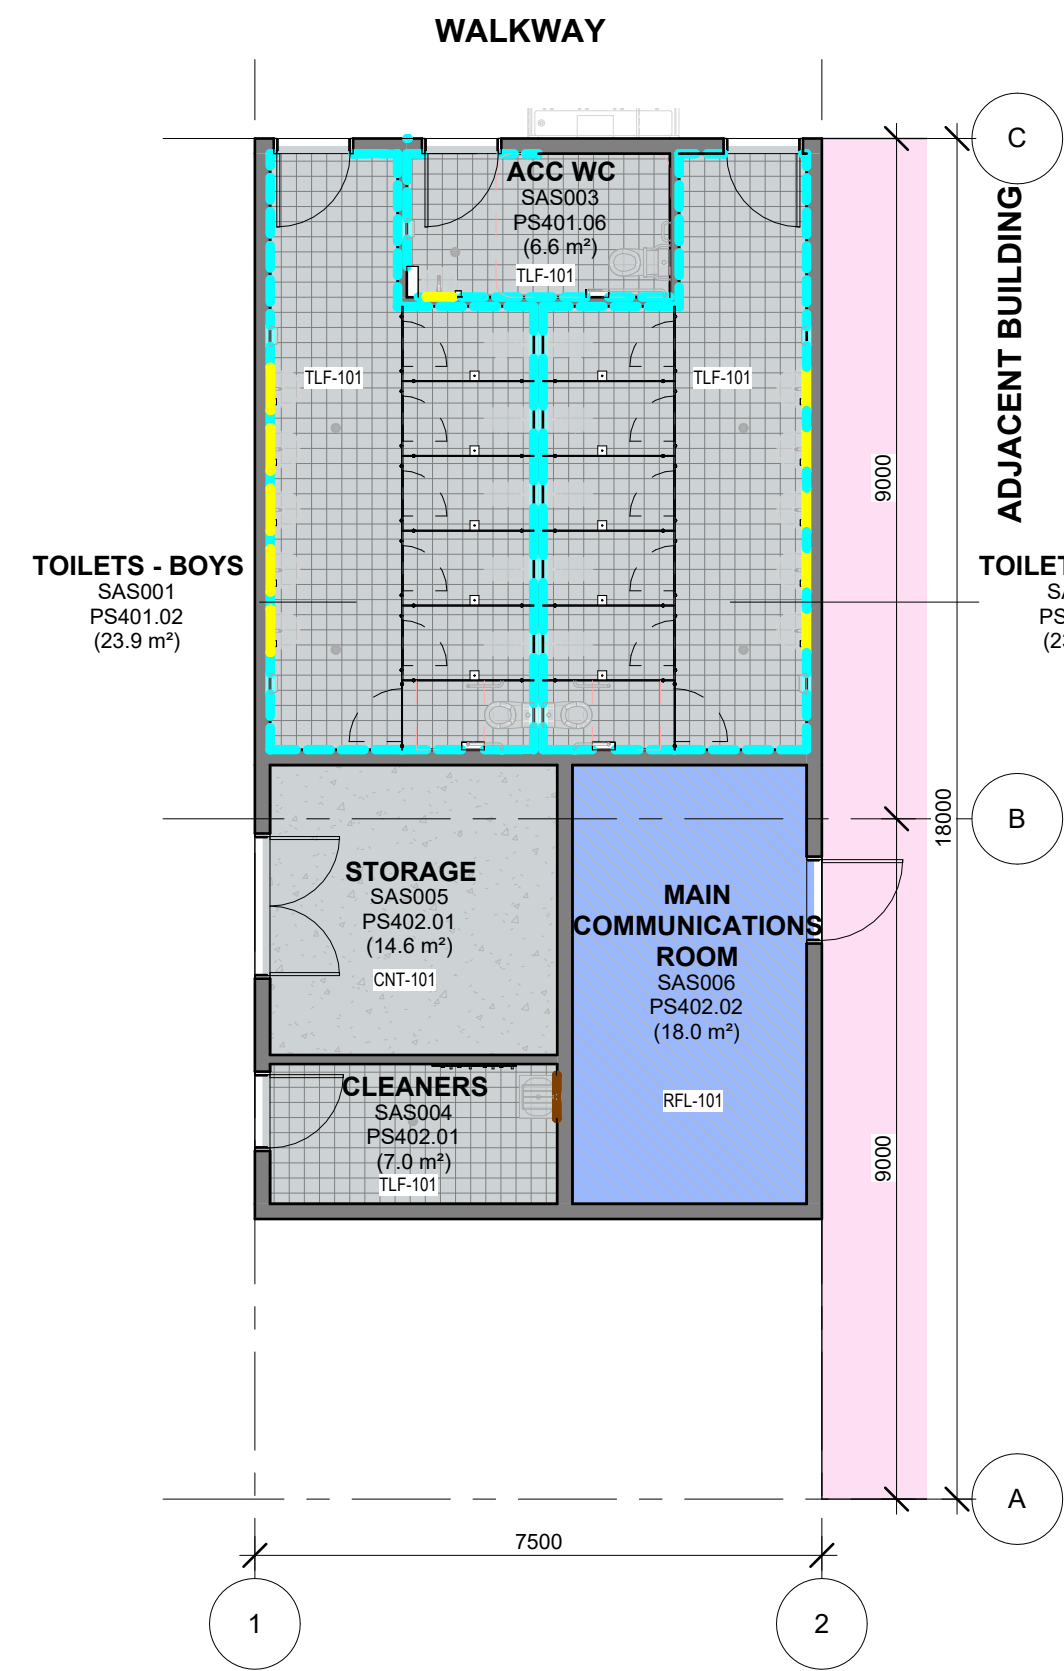 WALKWAY
C
ACC WC
SAS003
PS401.06
(6.6 m²)
TLF-101
ADJACENT BUILDING
TLF-101
TLF-101
9000
TOILETS - BOYS
SAS001
PS401.02
(23.9 m²)
TOILET
SA
PS
(23
18000
B
STORAGE
SAS005
PS402.01
(14.6 m²)
CNT-101
MAIN
COMMUNICATIONS
ROOM
SAS006
PS402.02
(18.0 m²)
RFL-101
CLEANERS
SAS004
PS402.01
(7.0 m²)
TLF-101
9000
A
7500
1
2